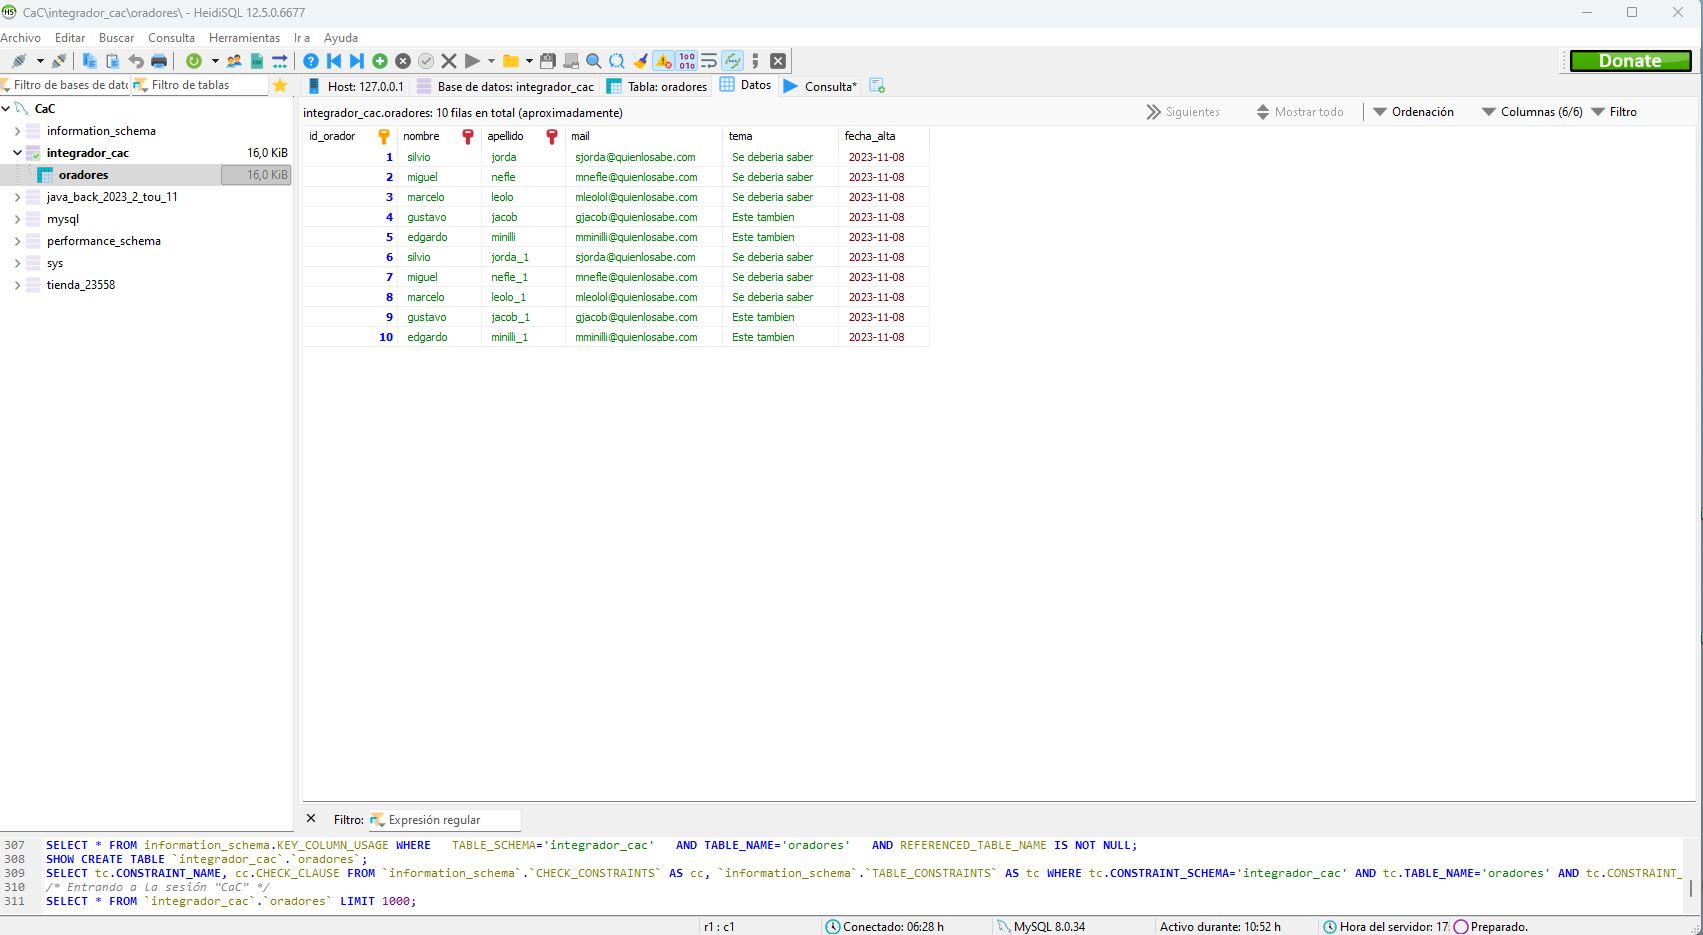 CaC\integrador_cac\oradores\ - HeidiSQL 12.5.0.6677
Archivo Editar Buscar Consulta Herramientas Ir a Ayuda
Donate
Filtro de bases de datc Filtro de tablas
Host: 127.0.0.1 Base de datos: integrador_cac Tabla: oradores Datos Consulta*
CaC
information_schema
integrador_cac 16,0 KiB
oradores 16,0 KiB
java_back_2023_2_tou_11
mysql
performance_schema
sys
tienda_23558
integrador_cac.oradores: 10 filas en total (aproximadamente) Siguientes Mostrar todo Ordenación Columnas (6/6) Filtro
id_orador nombre apellido mail tema fecha_alta
1 silvio jorda sjorda@quienlosabe.com Se deberia saber 2023-11-08
2 miguel nefle mnefle@quienlosabe.com Se deberia saber 2023-11-08
3 marcelo leolo mleolol@quienlosabe.com Se deberia saber 2023-11-08
4 gustavo jacob gjacob@quienlosabe.com Este tambien 2023-11-08
5 edgardo minilli mminilli@quienlosabe.com Este tambien 2023-11-08
6 silvio jorda_1 sjorda@quienlosabe.com Se deberia saber 2023-11-08
7 miguel nefle_1 mnefle@quienlosabe.com Se deberia saber 2023-11-08
8 marcelo leolo_1 mleolol@quienlosabe.com Se deberia saber 2023-11-08
9 gustavo jacob_1 gjacob@quienlosabe.com Este tambien 2023-11-08
10 edgardo minilli_1 mminilli@quienlosabe.com Este tambien 2023-11-08
Filtro: Expresión regular
307 SELECT * FROM information_schema.KEY_COLUMN_USAGE WHERE TABLE_SCHEMA='integrador_cac' AND TABLE_NAME='oradores' AND REFERENCED_TABLE_NAME IS NOT NULL;
308 SHOW CREATE TABLE `integrador_cac`.`oradores`;
309 SELECT tc.CONSTRAINT_NAME, cc.CHECK_CLAUSE FROM `information_schema`.`CHECK_CONSTRAINTS` AS cc, `information_schema`.`TABLE_CONSTRAINTS` AS tc WHERE tc.CONSTRAINT_SCHEMA='integrador_cac' AND tc.TABLE_NAME='oradores' AND tc.CONSTRAINT_
310 /* Entrando a la sesión "CaC" */
311 SELECT * FROM `integrador_cac`.`oradores` LIMIT 1000;
r1 : c1 Conectado: 06:28 h MySQL 8.0.34 Activo durante: 10:52 h Hora del servidor: 17: Preparado.